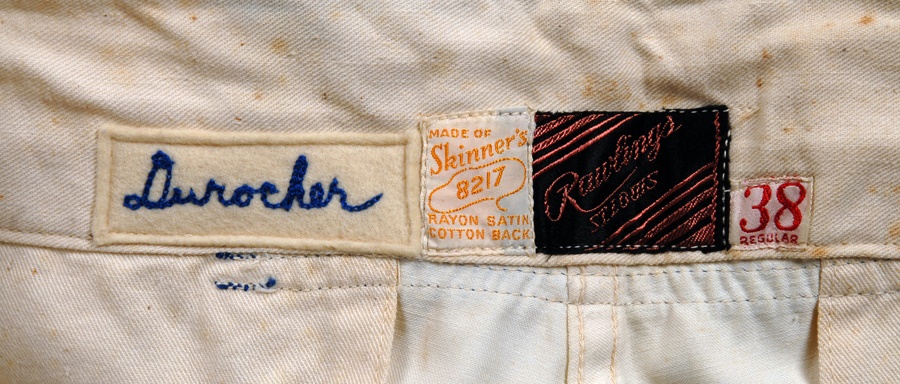 Durocher
MADE OF
Skinner's
8217
RAYON SATIN
COTTON BACK
Rawlings
ST. LOUIS
38
REGULAR